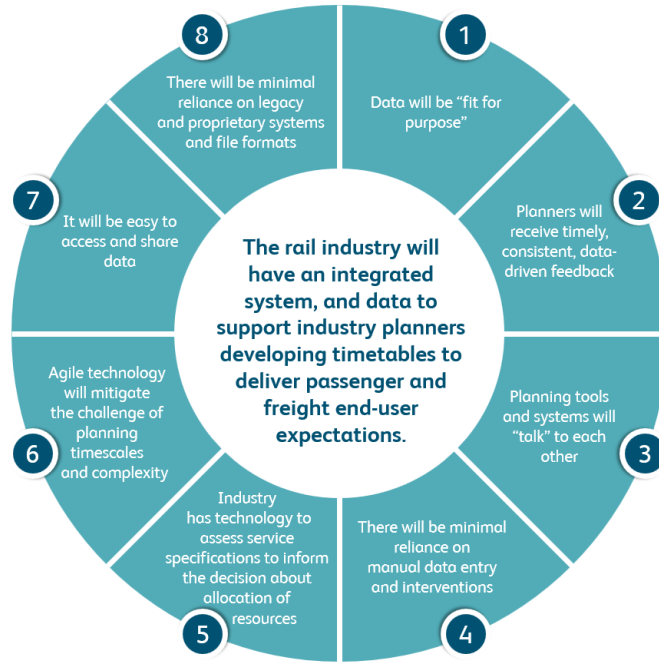 8
There will be minimal
reliance on legacy
and proprietary systems
and file formats
1
Data will be “fit for
purpose”
2
Planners will
receive timely,
consistent, data-
driven feedback
3
Planning tools
and systems will
“talk” to each
other
4
There will be minimal
reliance on
manual data entry
and interventions
5
Industry
has technology to
assess service
specifications to inform
the decision about
allocation of
resources
6
Agile technology
will mitigate
the challenge of
planning
timescales
and complexity
7
It will be easy to
access and share
data
The rail industry will
have an integrated
system, and data to
support industry planners
developing timetables to
deliver passenger and
freight end-user
expectations.